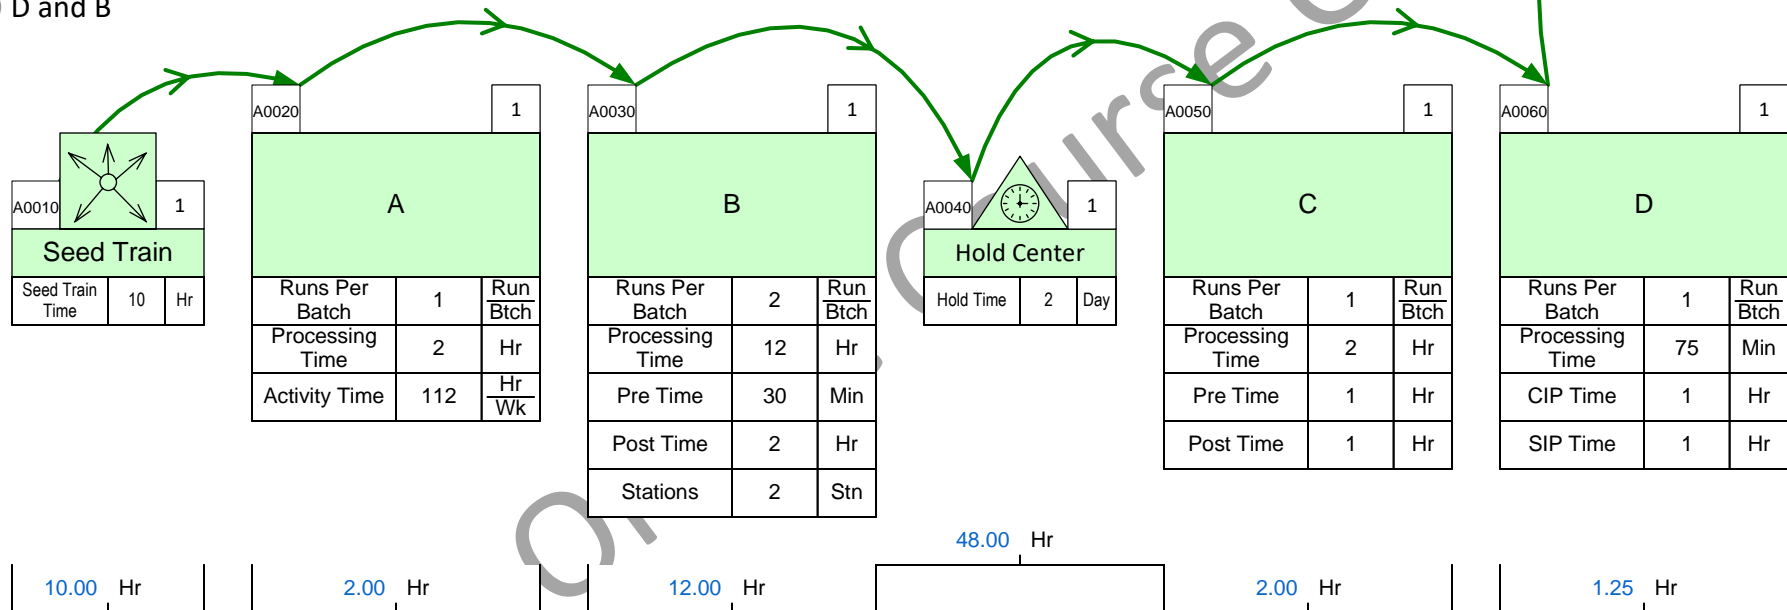 D and B
A0010
1
Seed Train
Seed Train Time 10 Hr
A0020
1
A
Runs Per Batch 1 Run Btch
Processing Time 2 Hr
Activity Time 112 Hr Wk
A0030
1
B
Runs Per Batch 2 Run Btch
Processing Time 12 Hr
Pre Time 30 Min
Post Time 2 Hr
Stations 2 Stn
A0040
1
Hold Center
Hold Time 2 Day
A0050
1
C
Runs Per Batch 1 Run Btch
Processing Time 2 Hr
Pre Time 1 Hr
Post Time 1 Hr
A0060
1
D
Runs Per Batch 1 Run Btch
Processing Time 75 Min
CIP Time 1 Hr
SIP Time 1 Hr
10.00 Hr
2.00 Hr
12.00 Hr
48.00 Hr
2.00 Hr
1.25 Hr
Course